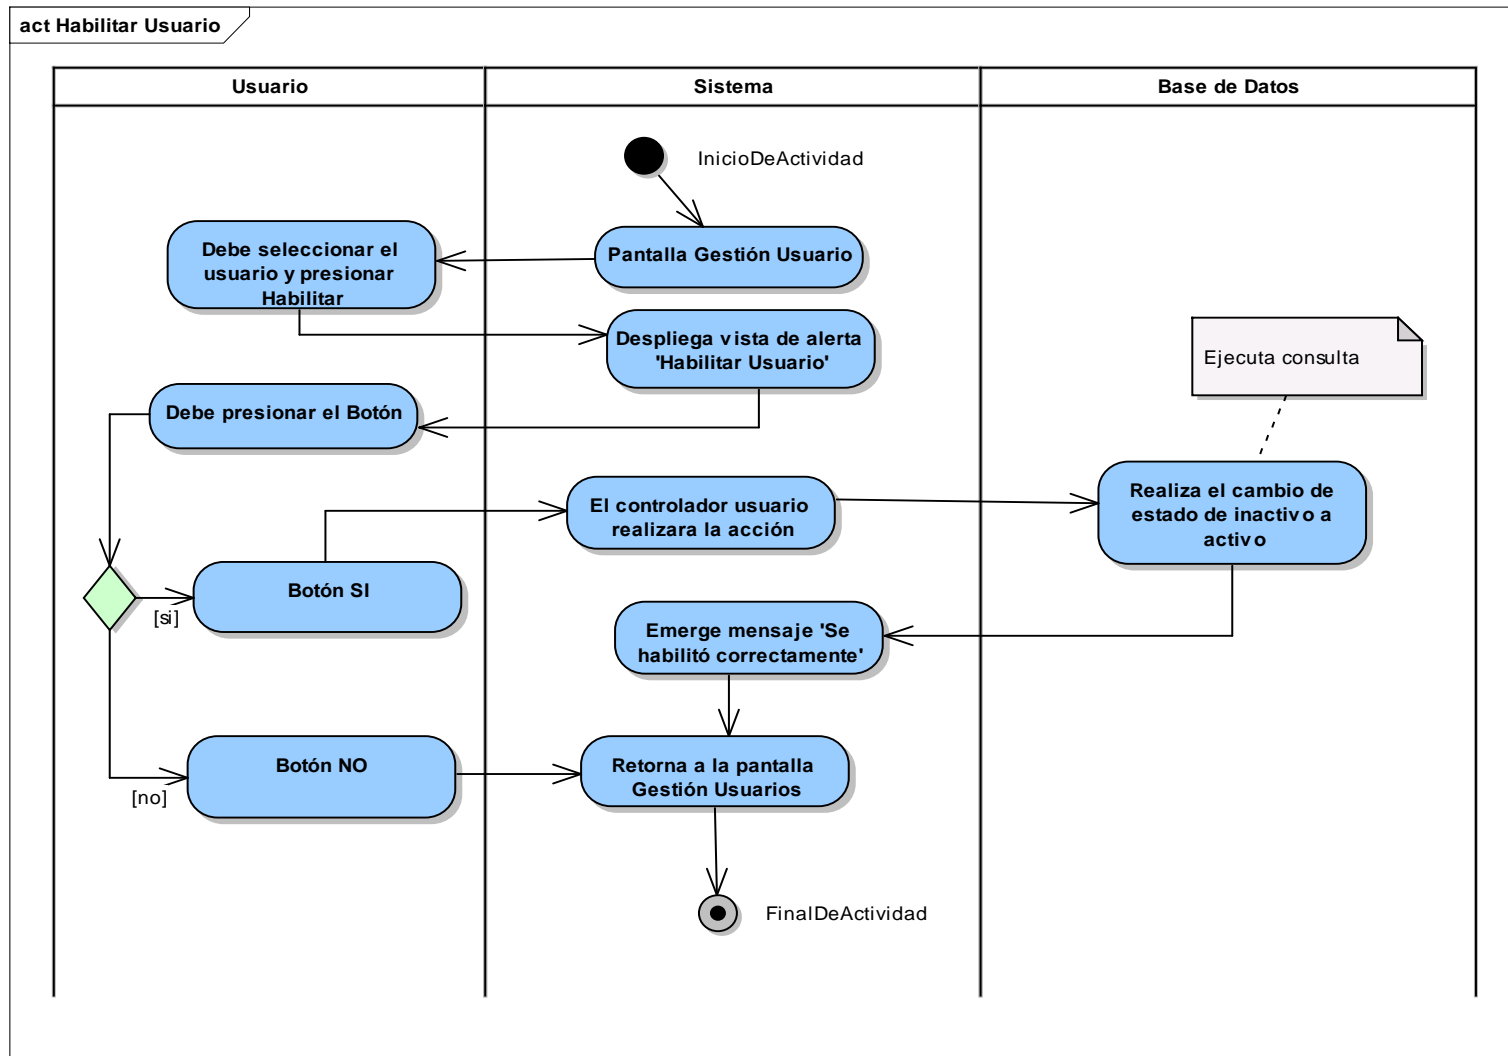 act Habilitar Usuario
Usuario
Sistema
Base de Datos
InicioDeActividad
Pantalla Gestión Usuario
Debe seleccionar el
usuario y presionar
Habilitar
Despliega vista de alerta
'Habilitar Usuario'
Ejecuta consulta
Debe presionar el Botón
El controlador usuario
realizara la acción
Realiza el cambio de
estado de inactivo a
activo
Botón SI
[si]
Emerge mensaje 'Se
habilitó correctamente'
Botón NO
[no]
Retorna a la pantalla
Gestión Usuarios
FinalDeActividad